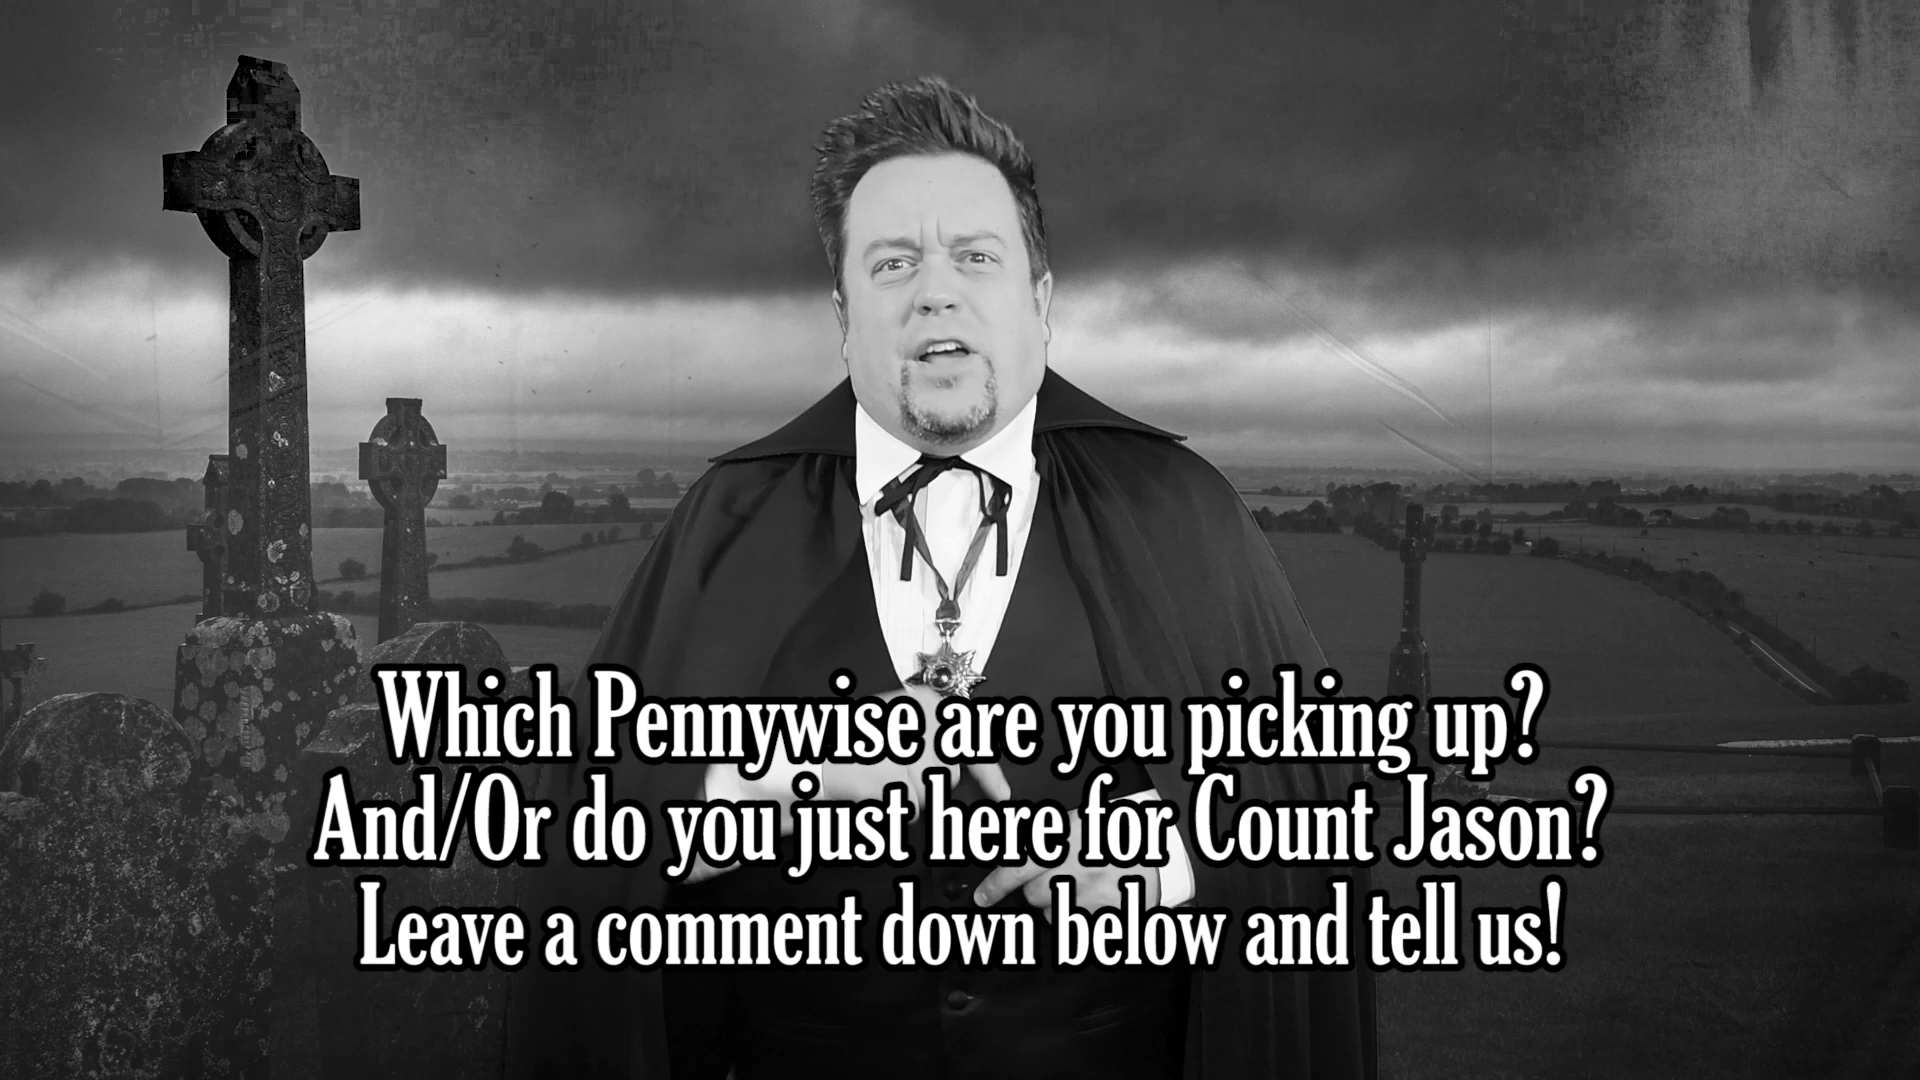 Which Pennywise are you picking up?
And/Or do you just here for Count Jason?
Leave a comment down below and tell us!